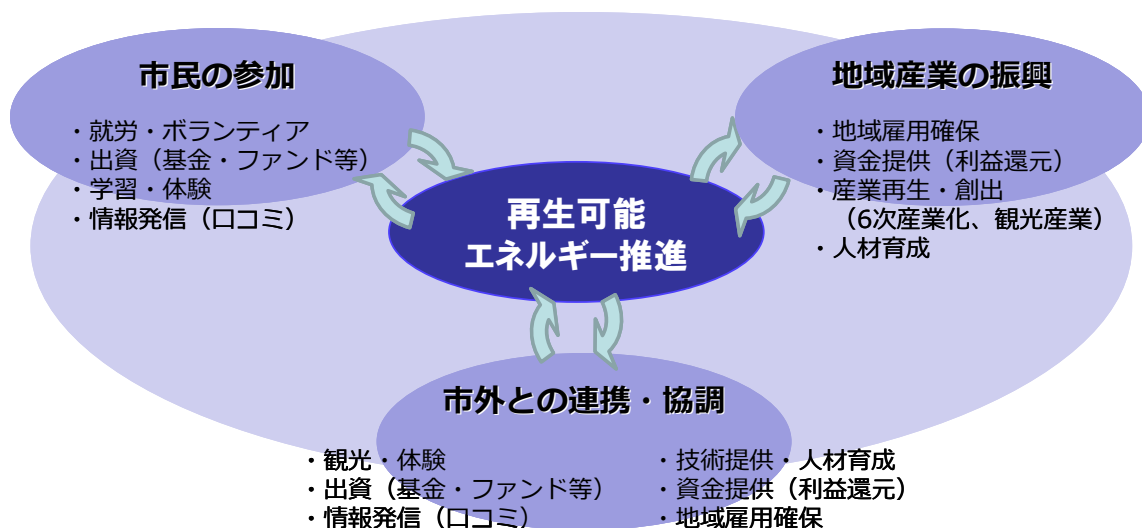 市民の参加
・就労・ボランティア
・出資（基金・ファンド等）
・学習・体験
・情報発信（口コミ）
地域産業の振興
・地域雇用確保
・資金提供（利益還元）
・産業再生・創出
（6次産業化、観光産業）
・人材育成
再生可能
エネルギー推進
市外との連携・協調
・観光・体験
・出資（基金・ファンド等）
・情報発信（口コミ）
・技術提供・人材育成
・資金提供（利益還元）
・地域雇用確保